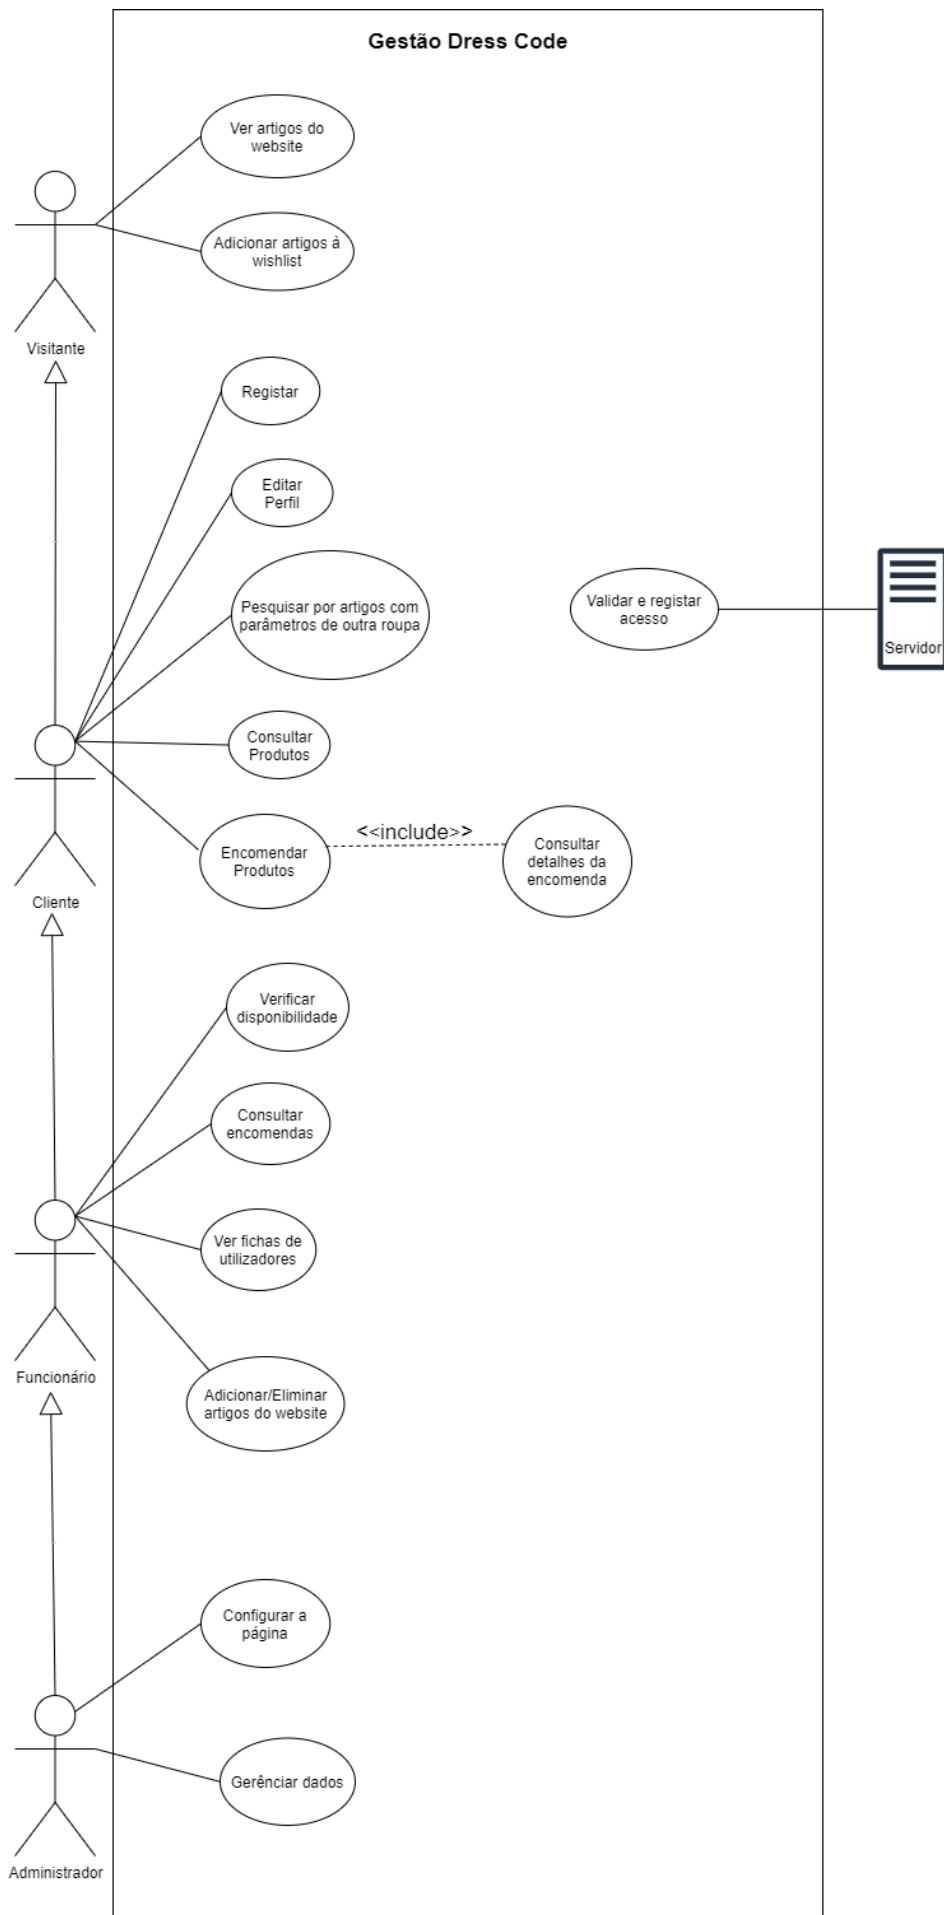 Gestão Dress Code
Ver artigos do
website
Adicionar artigos à
wishlist
Visitante
Registar
Editar
Perfil
Pesquisar por artigos com
parâmetros de outra roupa
Validar e registar
acesso
Servidor
Consultar
Produtos
Encomendar
Produtos
<<include>>
Consultar
detalhes da
encomenda
Cliente
Verificar
disponibilidade
Consultar
encomendas
Ver fichas de
utilizadores
Funcionário
Adicionar/Eliminar
artigos do website
Configurar a
página
Gerênciar dados
Administrador